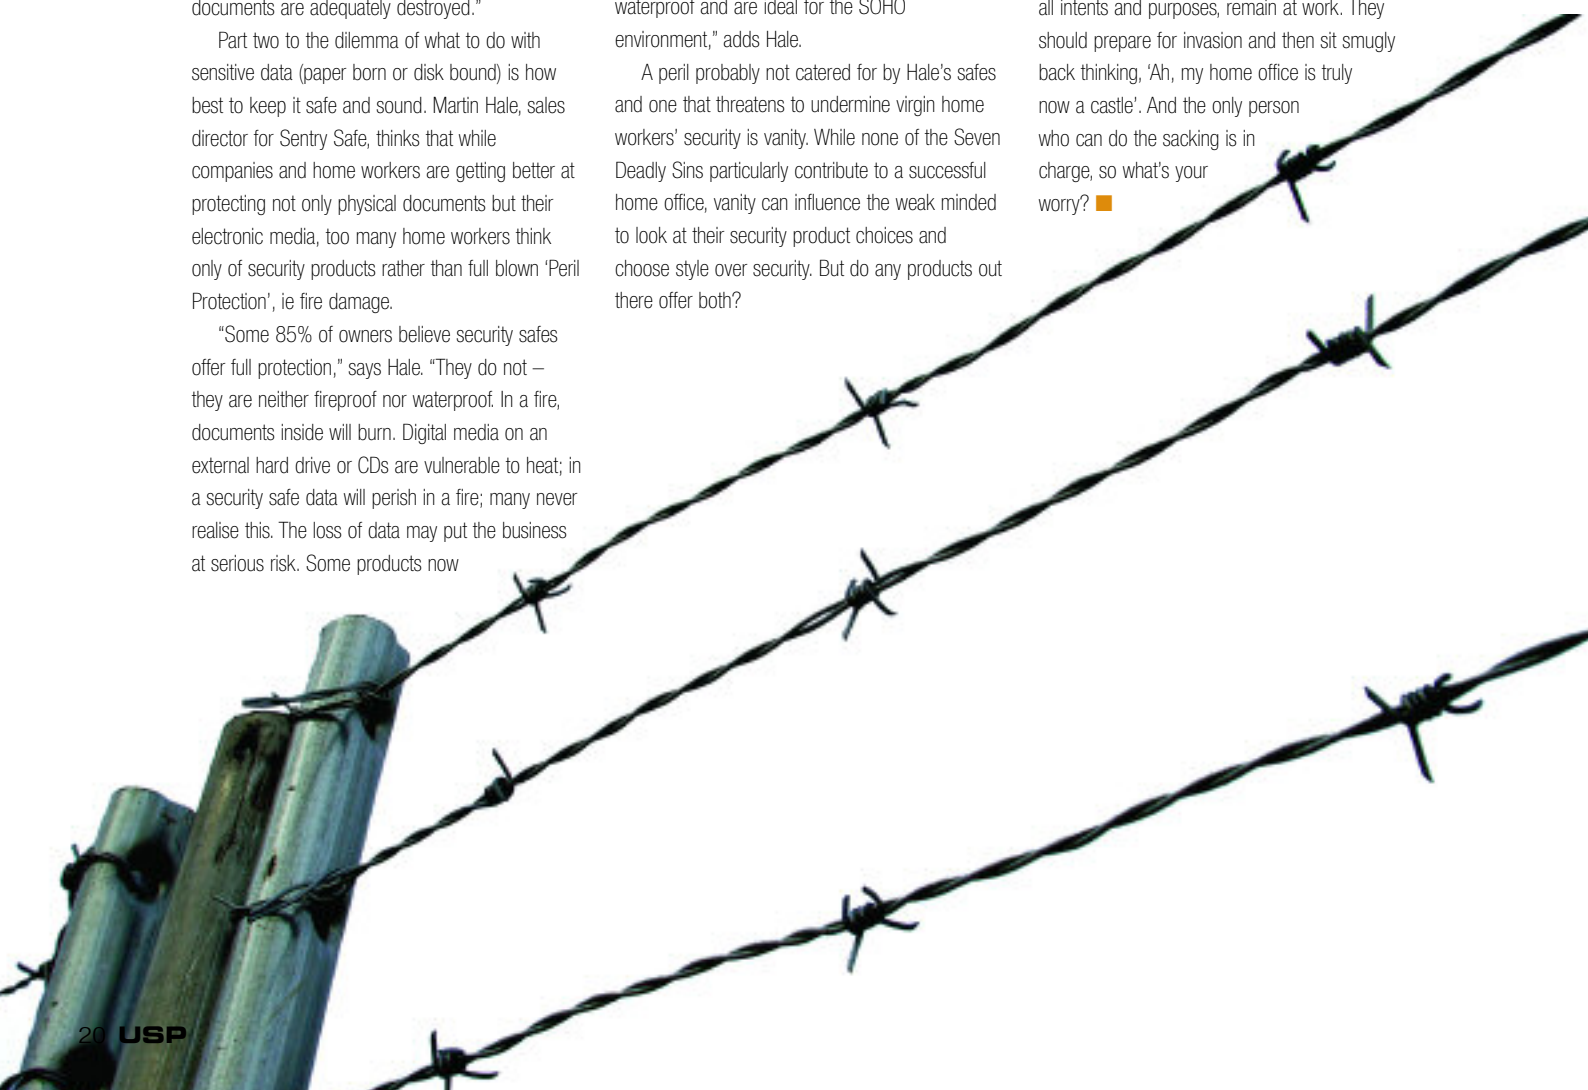 documents are adequately destroyed.”
Part two to the dilemma of what to do with
sensitive data (paper born or disk bound) is how
best to keep it safe and sound. Martin Hale, sales
director for Sentry Safe, thinks that while
companies and home workers are getting better at
protecting not only physical documents but their
electronic media, too many home workers think
only of security products rather than full blown ‘Peril
Protection’, ie fire damage.
“Some 85% of owners believe security safes
offer full protection,” says Hale. “They do not –
they are neither fireproof nor waterproof. In a fire,
documents inside will burn. Digital media on an
external hard drive or CDs are vulnerable to heat; in
a security safe data will perish in a fire; many never
realise this. The loss of data may put the business
at serious risk. Some products now
waterproof and are ideal for the SOHO
environment,” adds Hale.
A peril probably not catered for by Hale’s safes
and one that threatens to undermine virgin home
workers’ security is vanity. While none of the Seven
Deadly Sins particularly contribute to a successful
home office, vanity can influence the weak minded
to look at their security product choices and
choose style over security. But do any products out
there offer both?
all intents and purposes, remain at work. They
should prepare for invasion and then sit smugly
back thinking, ‘Ah, my home office is truly
now a castle’. And the only person
who can do the sacking is in
charge, so what’s your
worry?
20 USP